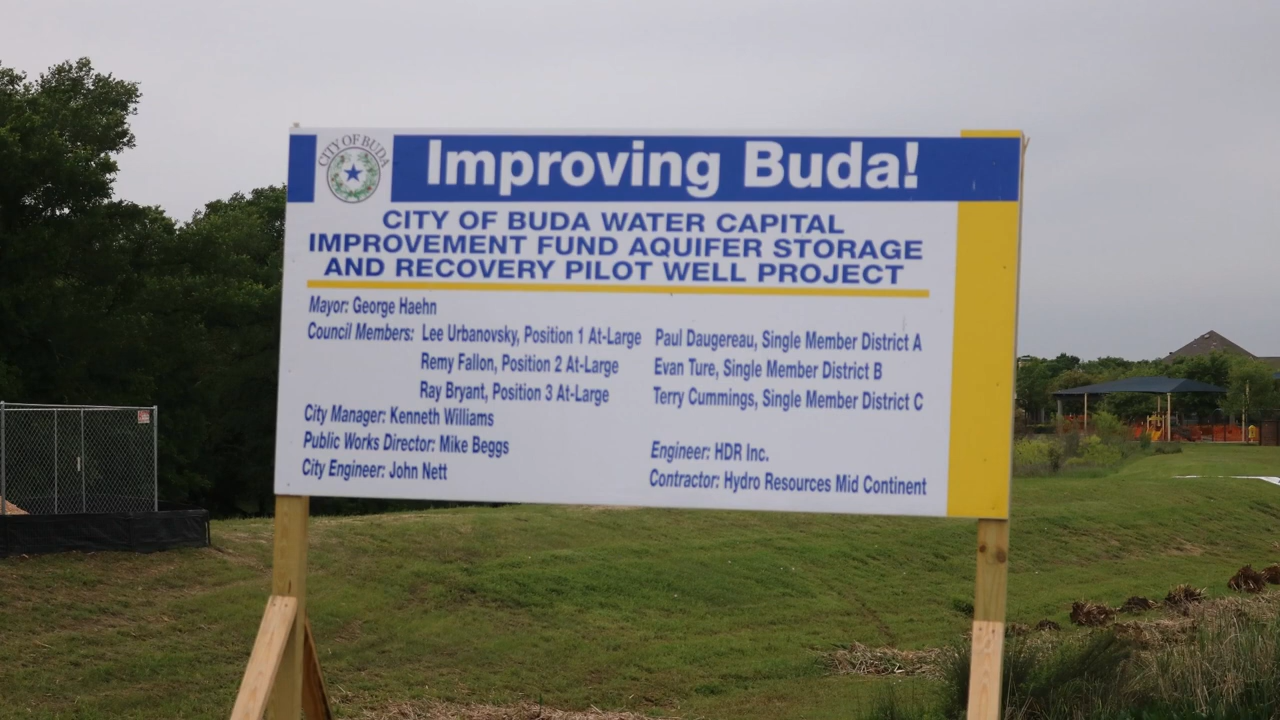 CITY OF BUDA
Improving Buda!
CITY OF BUDA WATER CAPITAL
IMPROVEMENT FUND AQUIFER STORAGE
AND RECOVERY PILOT WELL PROJECT
Mayor: George Haehn
Council Members: Lee Urbanovsky, Position 1 At-Large Paul Daugereau, Single Member District A
Remy Fallon, Position 2 At-Large Evan Ture, Single Member District B
Ray Bryant, Position 3 At-Large Terry Cummings, Single Member District C
City Manager: Kenneth Williams
Public Works Director: Mike Beggs Engineer: HDR Inc.
City Engineer: John Nett Contractor: Hydro Resources Mid Continent